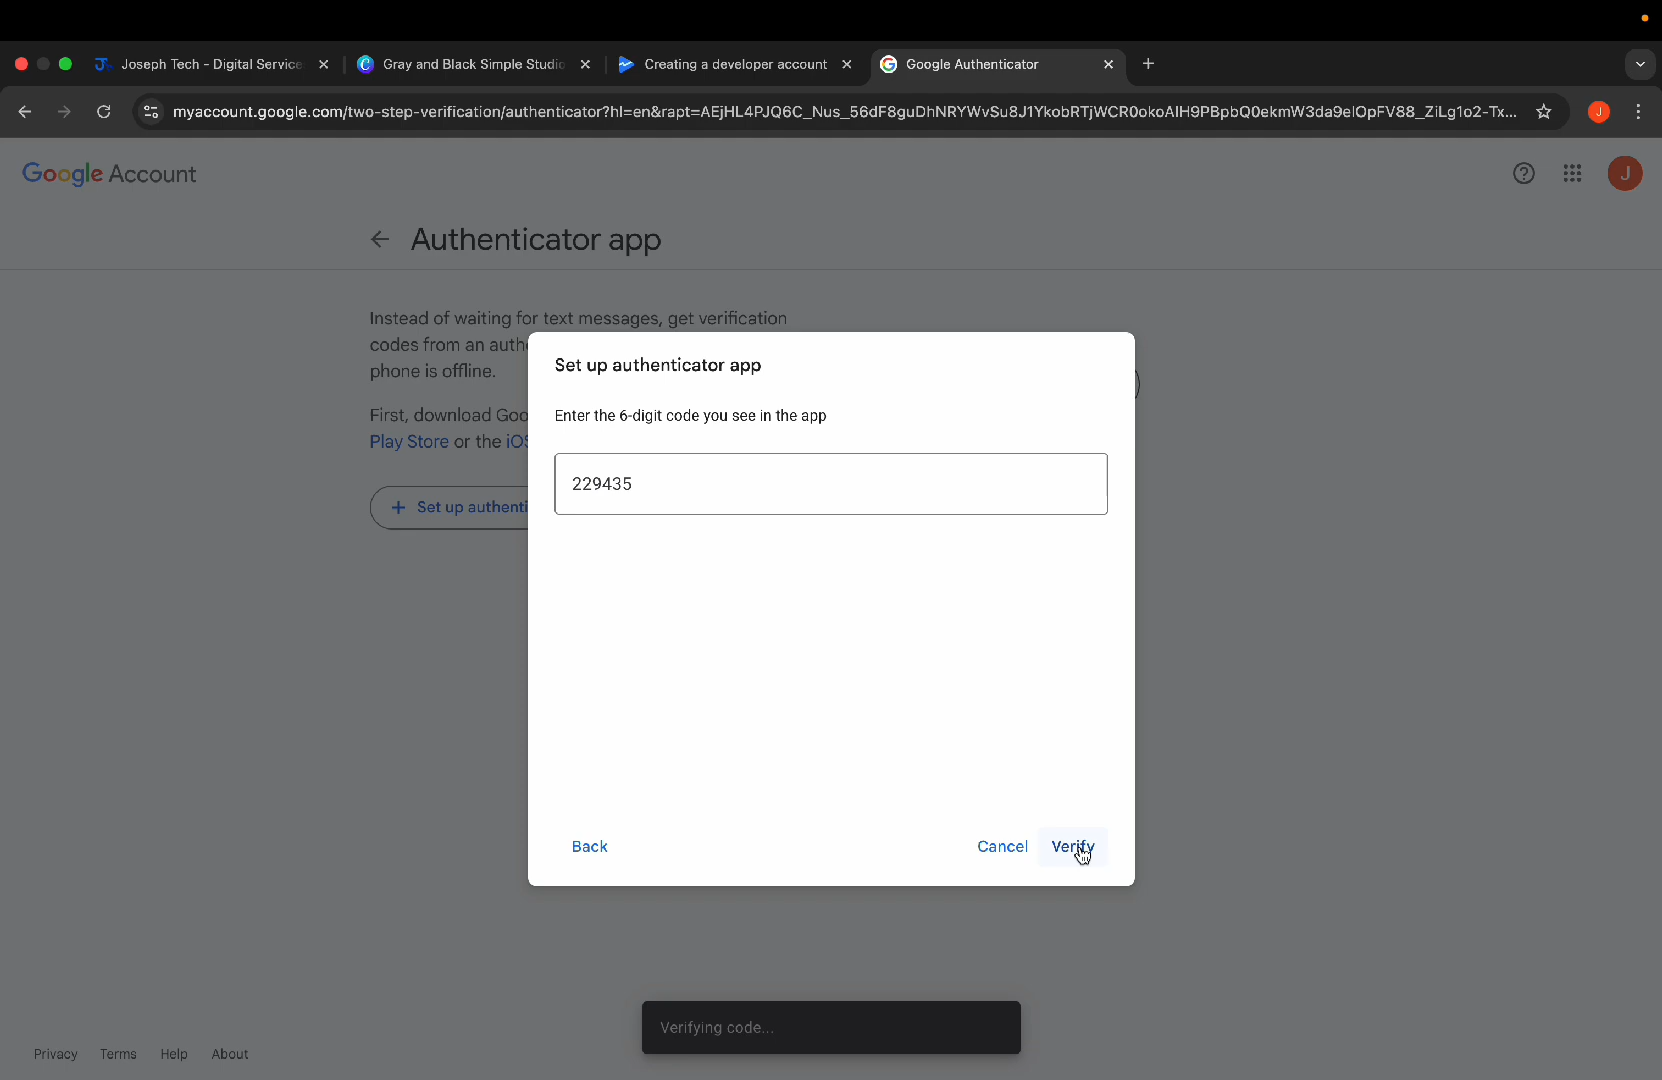 Joseph Tech - Digital Service
Gray and Black Simple Studio
Creating a developer account
Google Authenticator
myaccount.google.com/two-step-verification/authenticator?hl=en&rapt=AEjHL4PJQ6C_Nus_56dF8guDhNRYWvSu8J1YkobRTjWCR0okoAIH9PBpbQ0ekmW3da9eIOpFV88_ZiLg1o2-Tx...
J
Google Account
J
Authenticator app
Instead of waiting for text messages, get verification
codes from an auth
phone is offline.
First, download Goo
Play Store or the iOS
+ Set up authenti
Set up authenticator app
Enter the 6-digit code you see in the app
229435
Back
Cancel
Verify
Verifying code...
Privacy Terms Help About